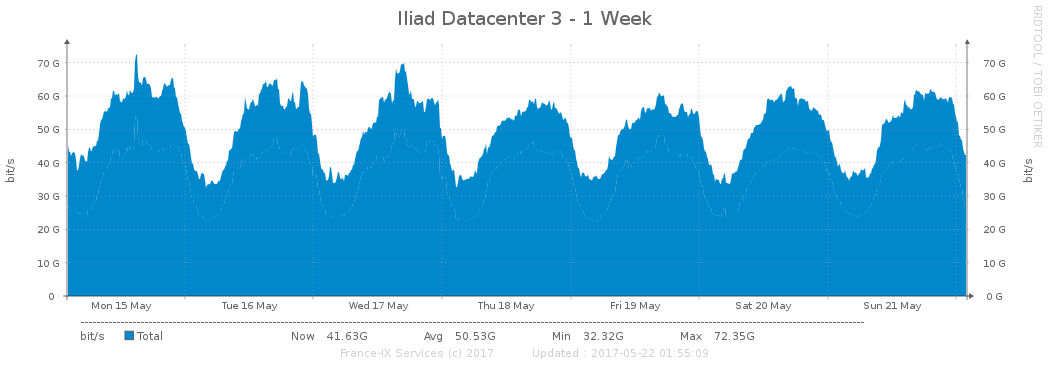 Iliad Datacenter 3 - 1 Week
RRDTOOL / TOBI OETIKER
bit/s
bit/s
70 G 70 G
60 G 60 G
50 G 50 G
40 G 40 G
30 G 30 G
20 G 20 G
10 G 10 G
0 0 G
Mon 15 May Tue 16 May Wed 17 May Thu 18 May Fri 19 May Sat 20 May Sun 21 May
bit/s Total Now 41.63G Avg 50.53G Min 32.32G Max 72.35G
France-IX Services (c) 2017 Updated : 2017-05-22 01:55:09